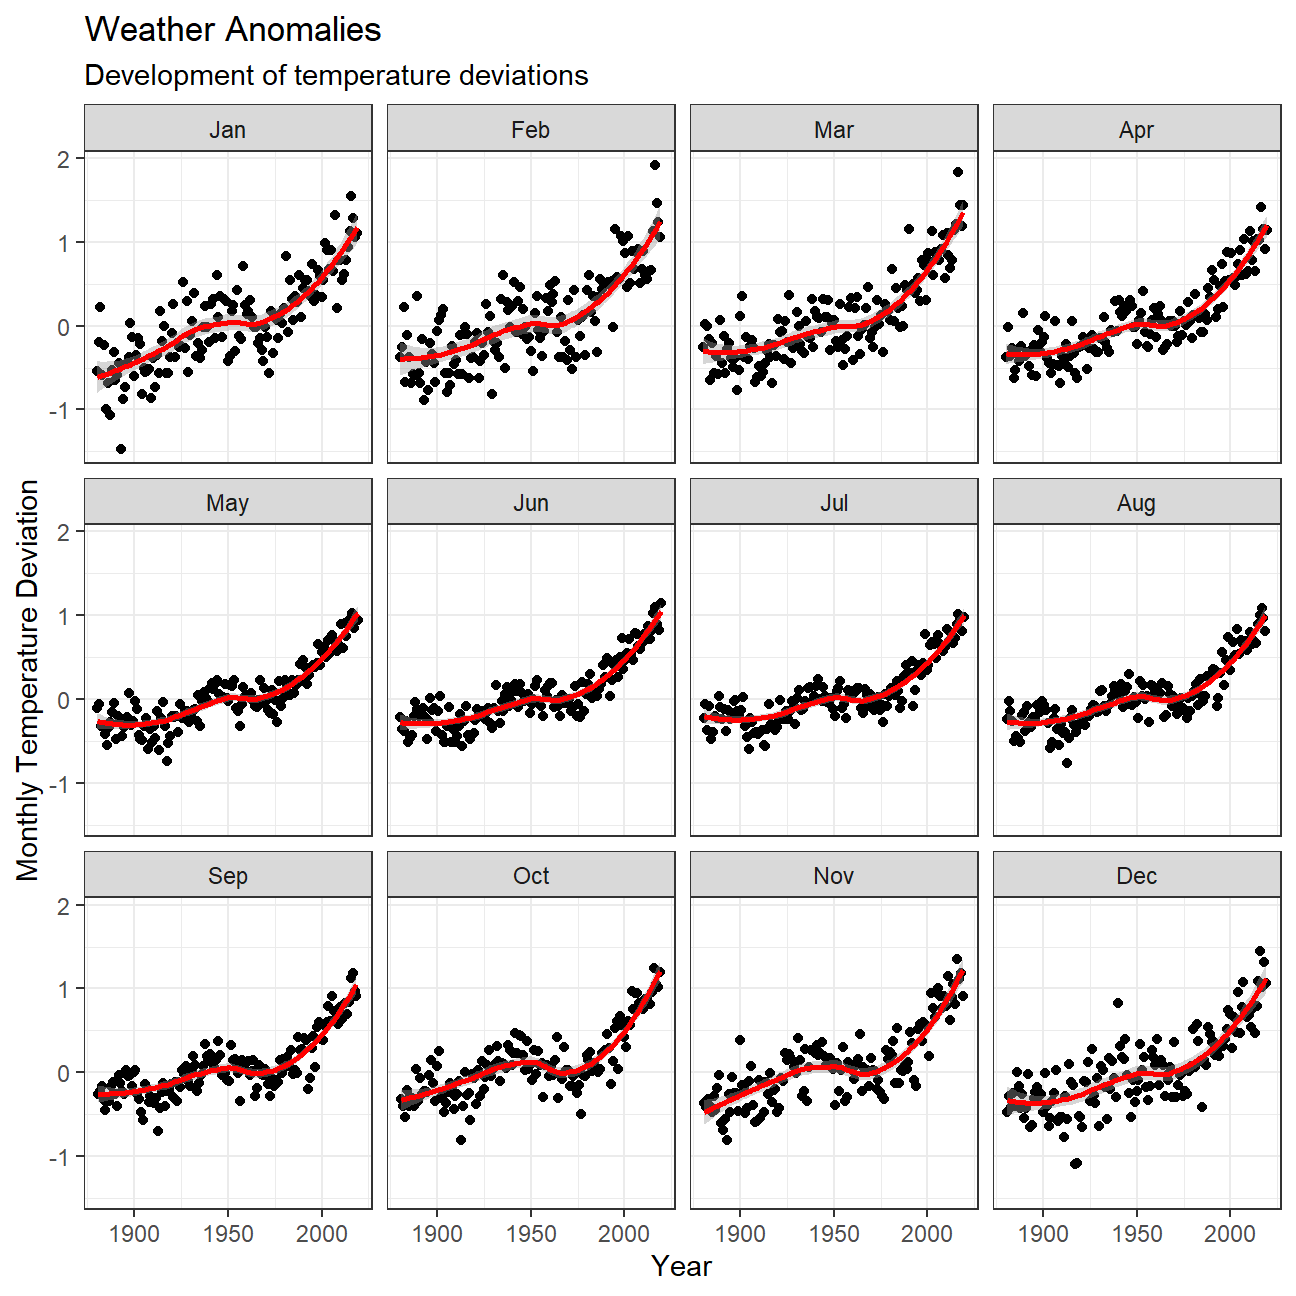 Weather Anomalies
Development of temperature deviations
Jan Feb Mar Apr
2
1
0
-1
May Jun Jul Aug
2
1
0
-1
Sep Oct Nov Dec
2
1
0
-1
1900 1950 2000 1900 1950 2000 1900 1950 2000 1900 1950 2000
Year
Monthly Temperature Deviation